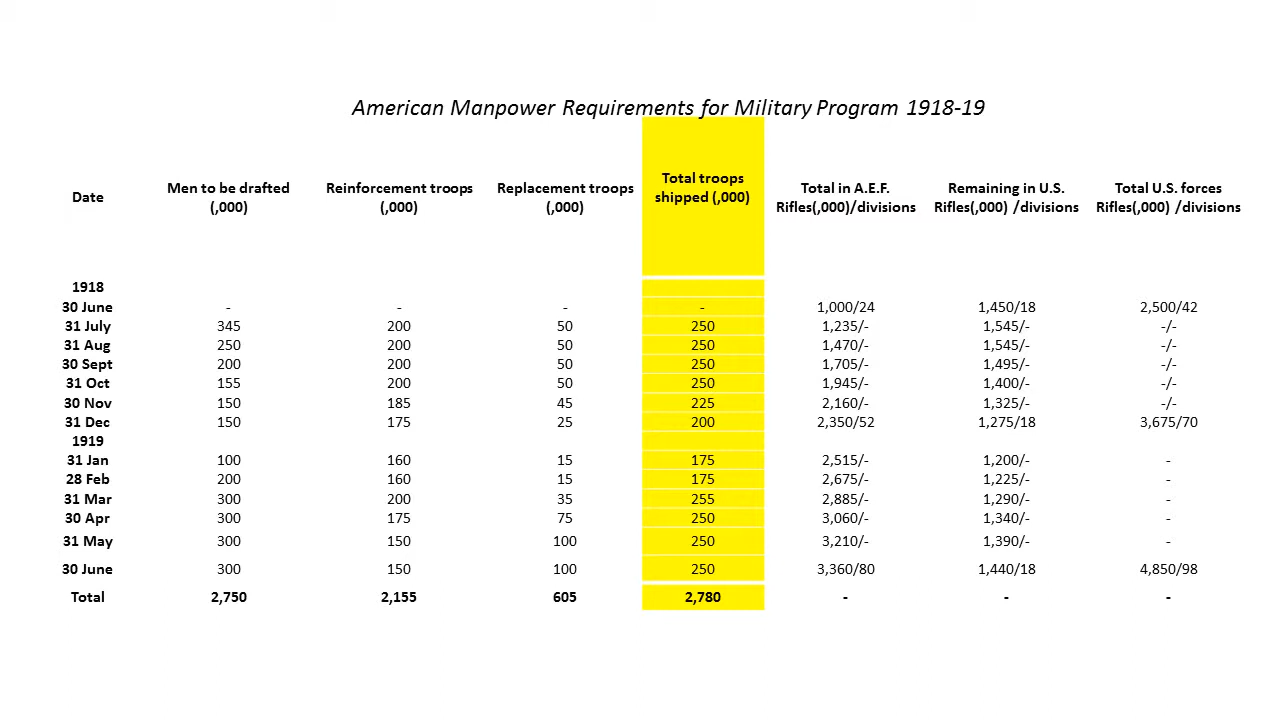 American Manpower Requirements for Military Program 1918-19
Date Men to be drafted (,000) Reinforcement troops (,000) Replacement troops (,000) Total troops shipped (,000) Total in A.E.F. Rifles(,000)/divisions Remaining in U.S. Rifles(,000) /divisions Total U.S. forces Rifles(,000) /divisions
1918
30 June - - - - 1,000/24 1,450/18 2,500/42
31 July 345 200 50 250 1,235/- 1,545/- -/-
31 Aug 250 200 50 250 1,470/- 1,545/- -/-
30 Sept 200 200 50 250 1,705/- 1,495/- -/-
31 Oct 155 200 50 250 1,945/- 1,400/- -/-
30 Nov 150 185 45 225 2,160/- 1,325/- -/-
31 Dec 150 175 25 200 2,350/52 1,275/18 3,675/70
1919
31 Jan 100 160 15 175 2,515/- 1,200/- -
28 Feb 200 160 15 175 2,675/- 1,225/- -
31 Mar 300 200 35 255 2,885/- 1,290/- -
30 Apr 300 175 75 250 3,060/- 1,340/- -
31 May 300 150 100 250 3,210/- 1,390/- -
30 June 300 150 100 250 3,360/80 1,440/18 4,850/98
Total 2,750 2,155 605 2,780 - - -